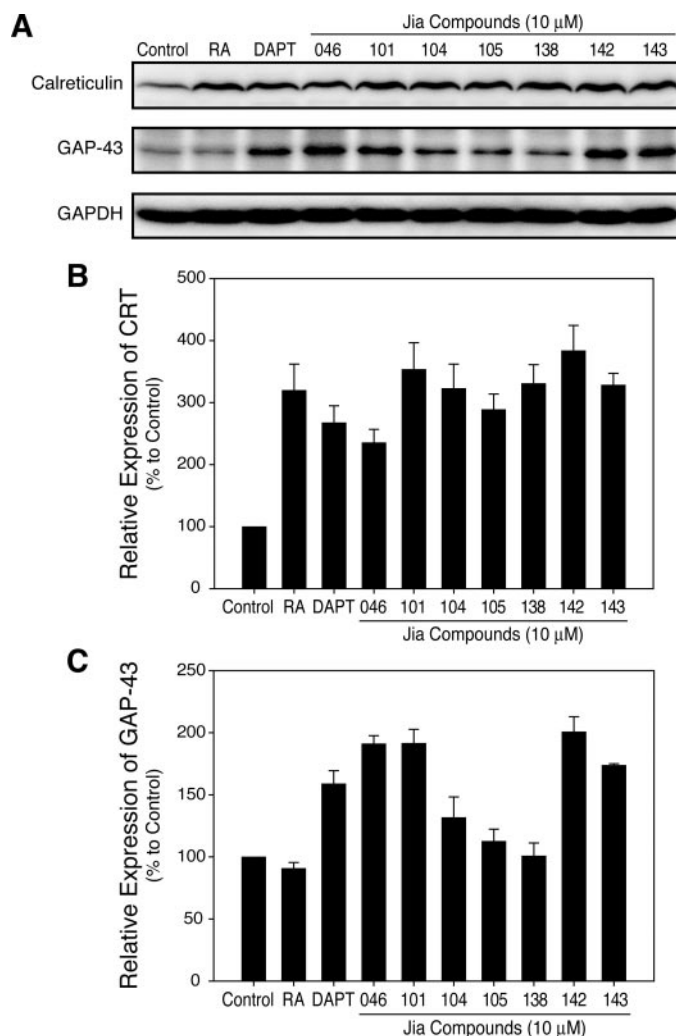 A
Jia Compounds (10 μM)
Control RA DAPT 046 101 104 105 138 142 143
Calreticulin
GAP-43
GAPDH
B
Relative Expression of CRT
(% to Control)
500
400
300
200
100
0
Control RA DAPT 046 101 104 105 138 142 143
Jia Compounds (10 μM)
C
Relative Expression of GAP-43
(% to Control)
250
200
150
100
50
0
Control RA DAPT 046 101 104 105 138 142 143
Jia Compounds (10 μM)